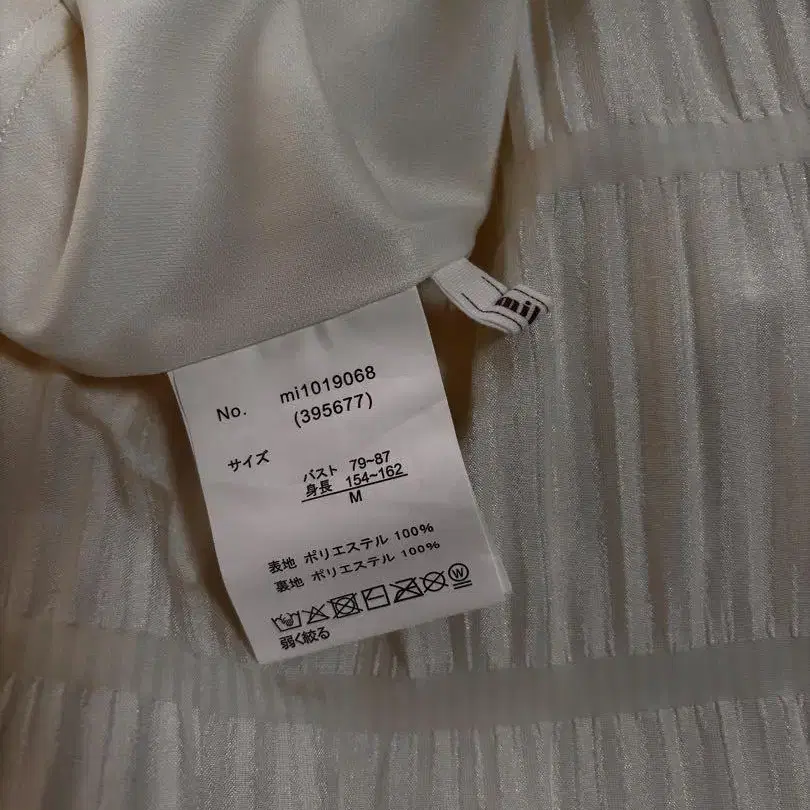 mil
No. mi1019068
(395677)
サイズ
バスト 79~87
身長 154~162
M
表地 ポリエステル 100%
裏地 ポリエステル 100%
W
弱く絞る